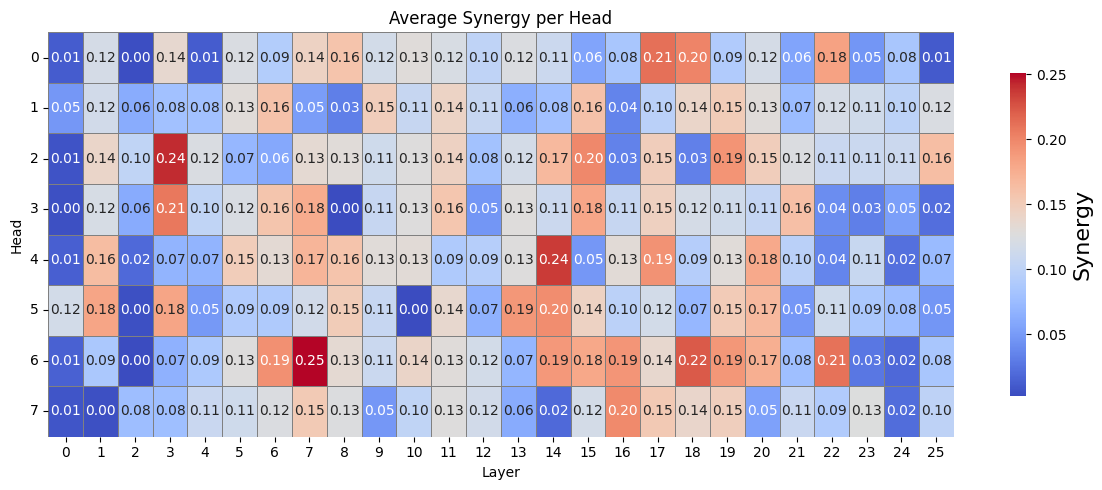 Average Synergy per Head
0 0.01 0.12 0.00 0.14 0.01 0.12 0.09 0.14 0.16 0.12 0.13 0.12 0.10 0.12 0.11 0.06 0.08 0.21 0.20 0.09 0.12 0.06 0.18 0.05 0.08 0.01
1 0.05 0.12 0.06 0.08 0.08 0.13 0.16 0.05 0.03 0.15 0.11 0.14 0.11 0.06 0.08 0.16 0.04 0.10 0.14 0.15 0.13 0.07 0.12 0.11 0.10 0.12
2 0.01 0.14 0.10 0.24 0.12 0.07 0.06 0.13 0.13 0.11 0.13 0.14 0.08 0.12 0.17 0.20 0.03 0.15 0.03 0.19 0.15 0.12 0.11 0.11 0.11 0.16
3 0.00 0.12 0.06 0.21 0.10 0.12 0.16 0.18 0.00 0.11 0.13 0.16 0.05 0.13 0.11 0.18 0.11 0.15 0.12 0.11 0.11 0.16 0.04 0.03 0.05 0.02
4 0.01 0.16 0.02 0.07 0.07 0.15 0.13 0.17 0.16 0.13 0.13 0.09 0.09 0.13 0.24 0.05 0.13 0.19 0.09 0.13 0.18 0.10 0.04 0.11 0.02 0.07
5 0.12 0.18 0.00 0.18 0.05 0.09 0.09 0.12 0.15 0.11 0.00 0.14 0.07 0.19 0.20 0.14 0.10 0.12 0.07 0.15 0.17 0.05 0.11 0.09 0.08 0.05
6 0.01 0.09 0.00 0.07 0.09 0.13 0.19 0.25 0.13 0.11 0.14 0.13 0.12 0.07 0.19 0.18 0.19 0.14 0.22 0.19 0.17 0.08 0.21 0.03 0.02 0.08
7 0.01 0.00 0.08 0.08 0.11 0.11 0.12 0.15 0.13 0.05 0.10 0.13 0.12 0.06 0.02 0.12 0.20 0.15 0.14 0.15 0.05 0.11 0.09 0.13 0.02 0.10
0 1 2 3 4 5 6 7 8 9 10 11 12 13 14 15 16 17 18 19 20 21 22 23 24 25
Layer
Head
0.25
0.20
0.15
0.10
0.05
Synergy